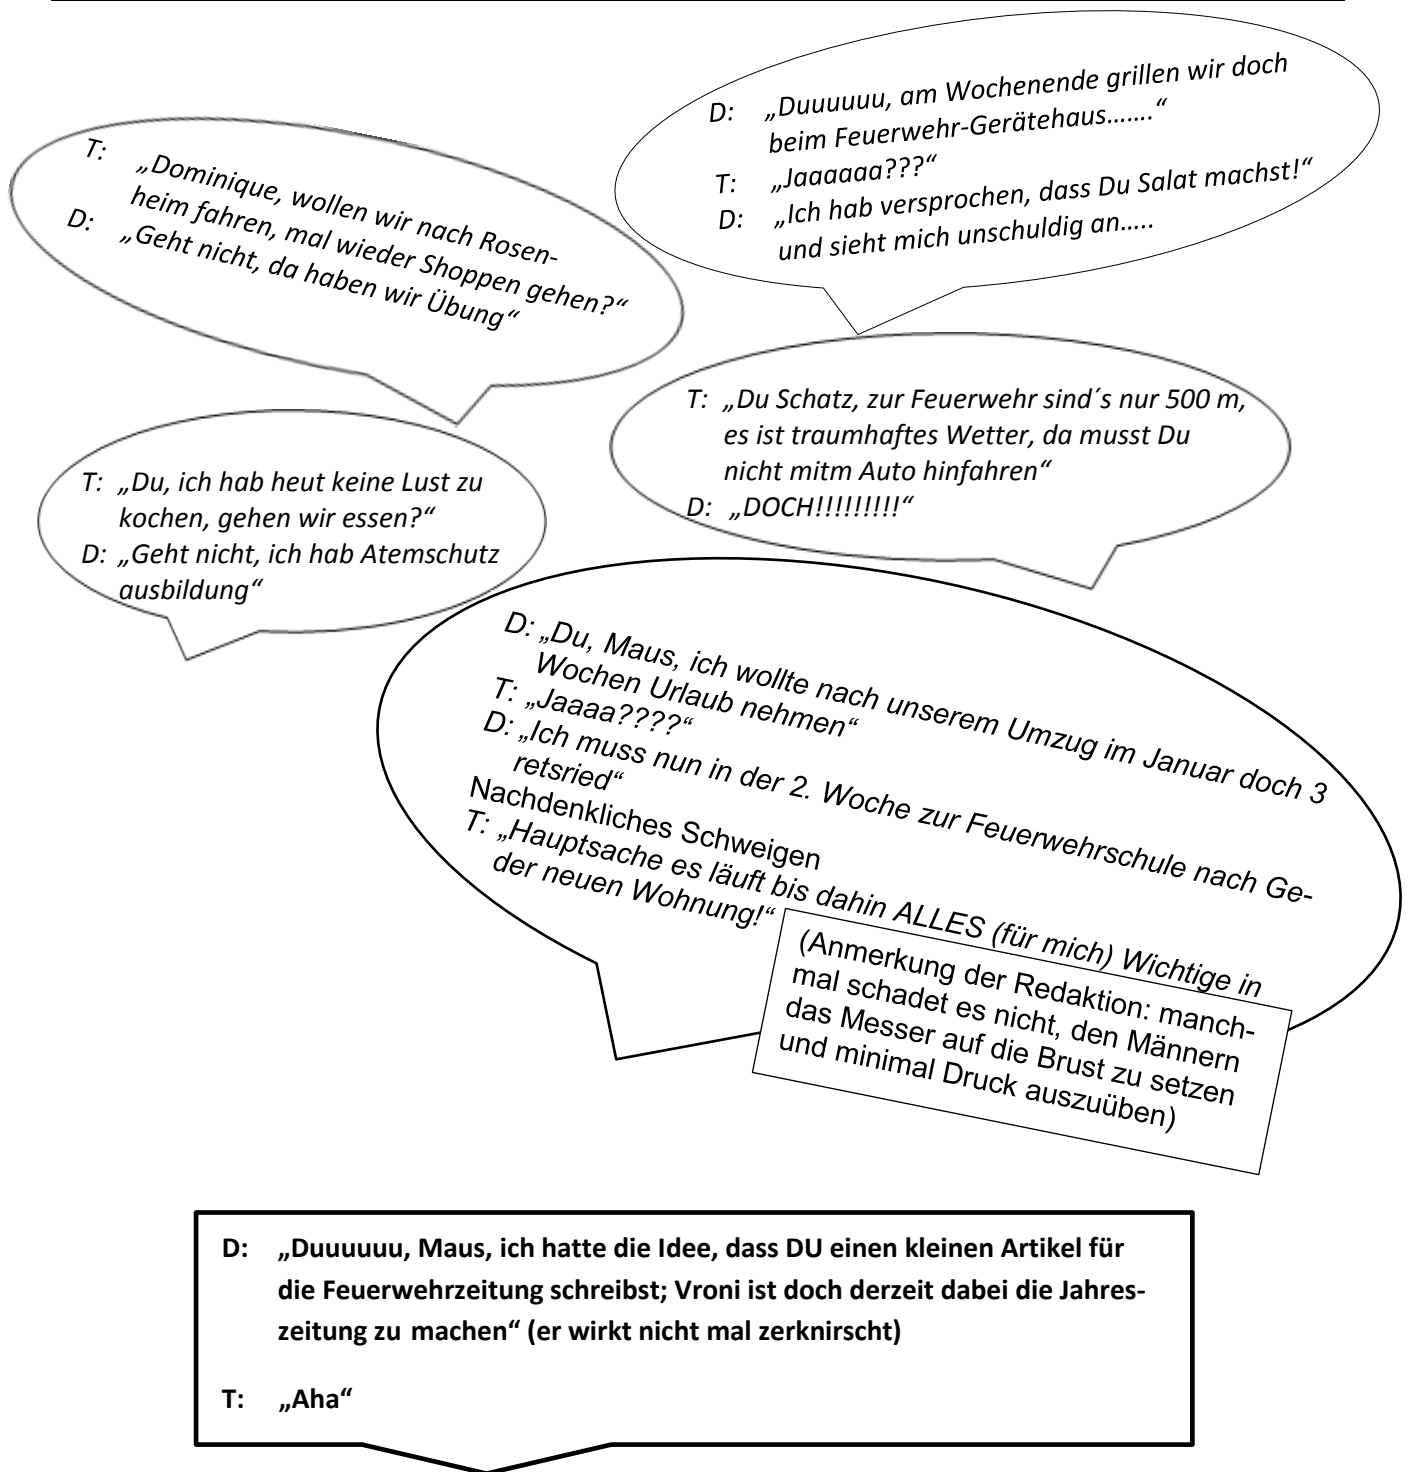 T: „Dominique, wollen wir nach Rosen-
heim fahren, mal wieder Shoppen gehen?“
D: „Geht nicht, da haben wir Übung“
D: „Duuuuuu, am Wochenende grillen wir doch
beim Feuerwehr-Gerätehaus.......“
T: „Jaaaaaa???“
D: „Ich hab versprochen, dass Du Salat machst!“
und sieht mich unschuldig an.....
T: „Du Schatz, zur Feuerwehr sind´s nur 500 m,
es ist traumhaftes Wetter, da musst Du
nicht mitm Auto hinfahren“
D: „DOCH!!!!!!!!!“
T: „Du, ich hab heut keine Lust zu
kochen, gehen wir essen?“
D: „Geht nicht, ich hab Atemschutz
ausbildung“
D: „Du, Maus, ich wollte nach unserem Umzug im Januar doch 3
Wochen Urlaub nehmen“
T: „Jaaaa????“
D: „Ich muss nun in der 2. Woche zur Feuerwehrschule nach Ge-
retsried“
Nachdenkliches Schweigen
T: „Hauptsache es läuft bis dahin ALLES (für mich) Wichtige in
der neuen Wohnung!“
(Anmerkung der Redaktion: manch-
mal schadet es nicht, den Männern
das Messer auf die Brust zu setzen
und minimal Druck auszuüben)
D: „Duuuuuu, Maus, ich hatte die Idee, dass DU einen kleinen Artikel für
die Feuerwehrzeitung schreibst; Vroni ist doch derzeit dabei die Jahres-
zeitung zu machen“ (er wirkt nicht mal zerknirscht)
T: „Aha“